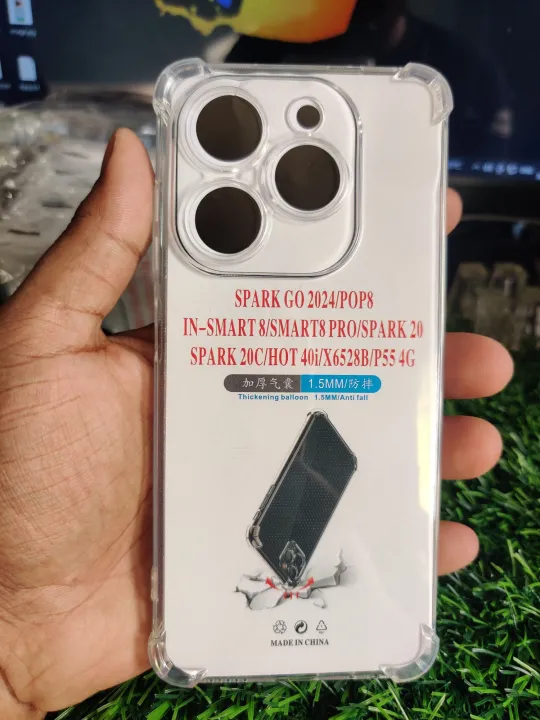 SPARK GO 2024/POP8
IN-SMART 8/SMART8 PRO/SPARK 20
SPARK 20C/HOT 40i/X6528B/P55 4G
加厚气囊 1.5MM/防摔
Thickening balloon 1.5MM/Anti fall
MADE IN CHINA